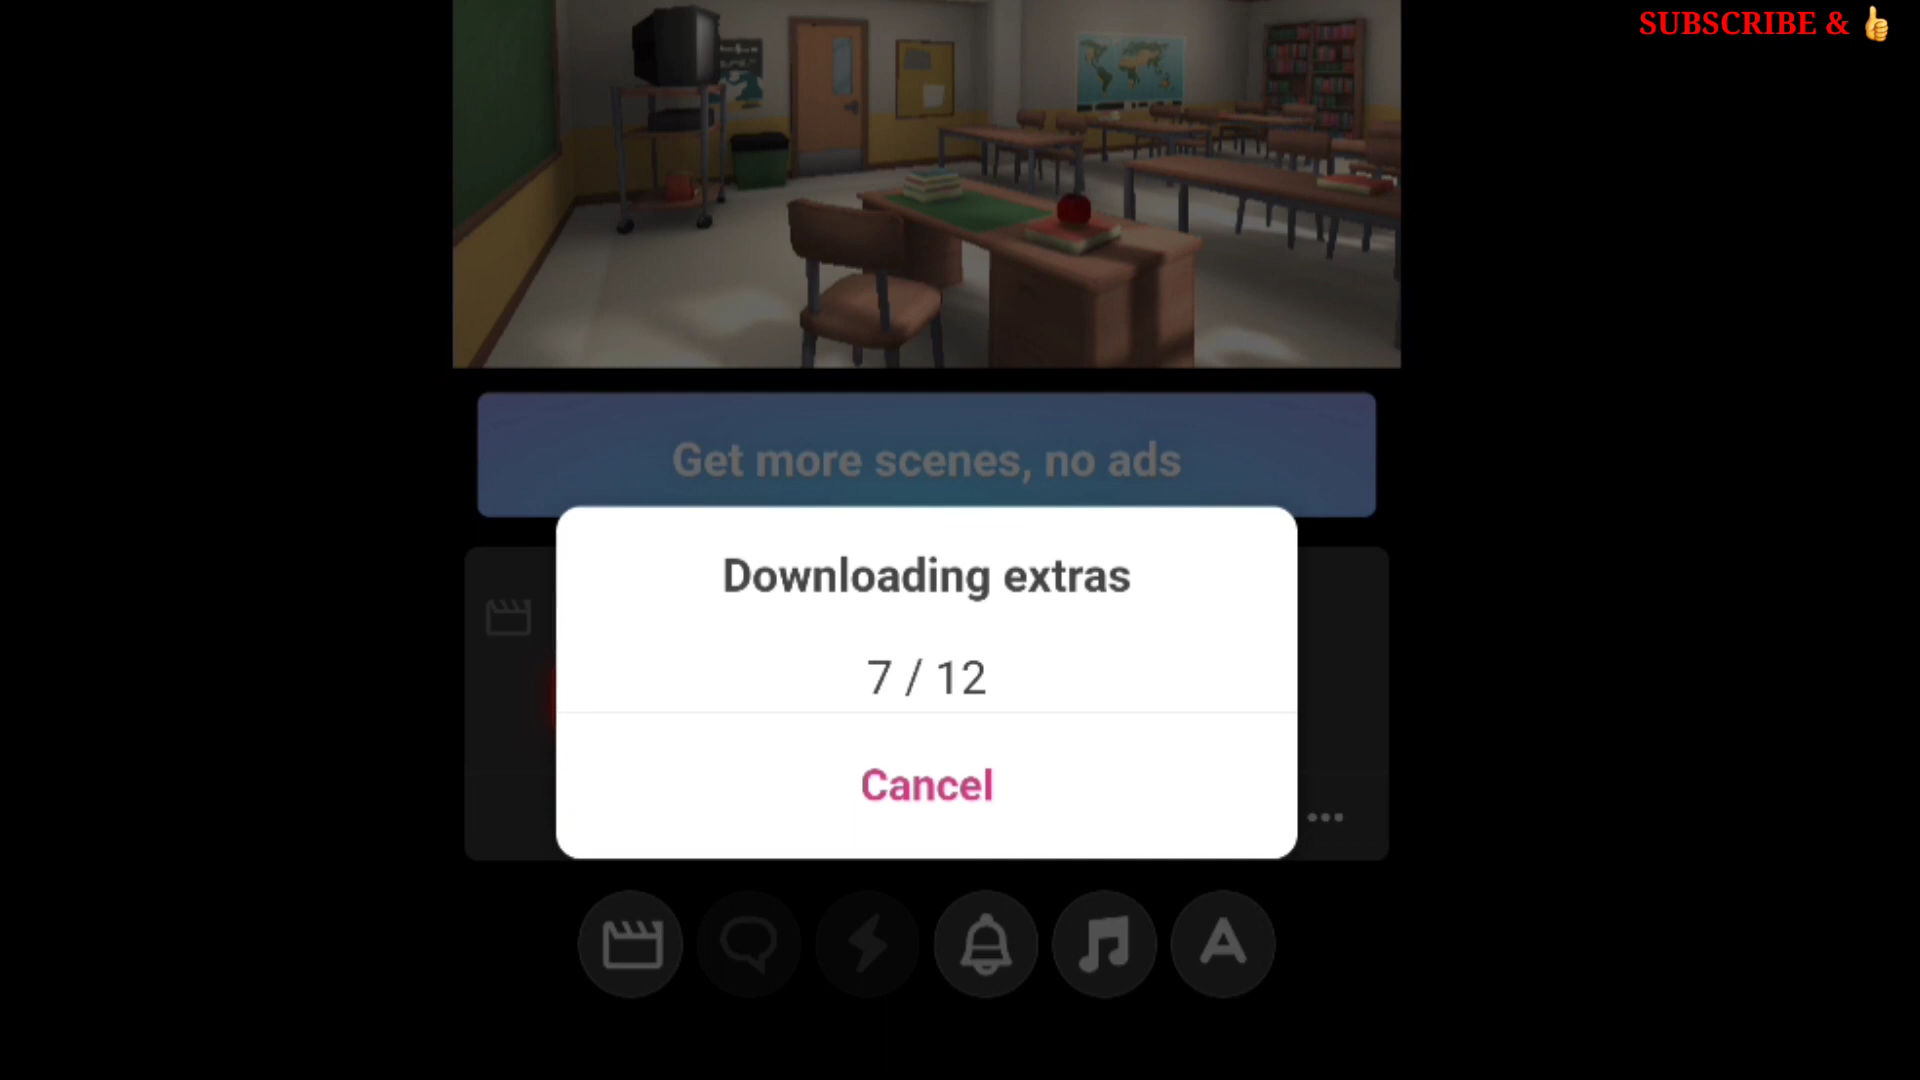 SUBSCRIBE & 👍
Get more scenes, no ads
Downloading extras
7 / 12
Cancel